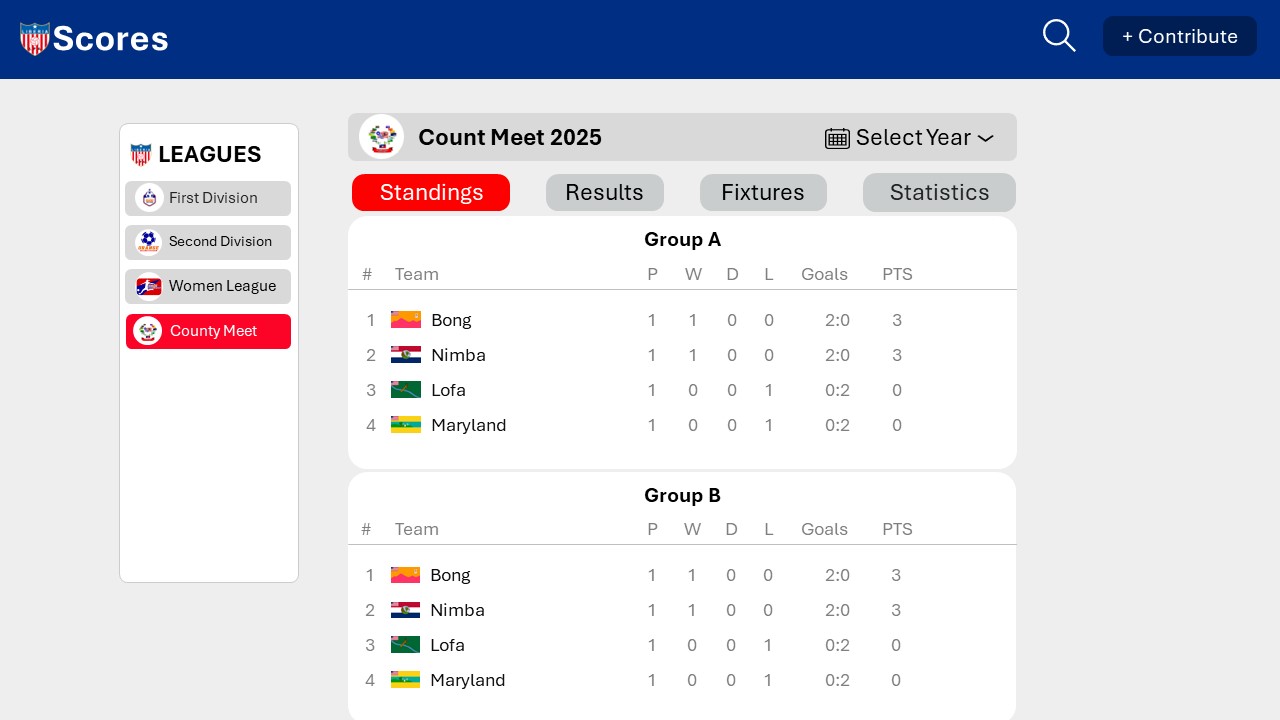 Scores
+ Contribute
LEAGUES
First Division
Second Division
Women League
County Meet
Count Meet 2025
Select Year
Standings
Results
Fixtures
Statistics
Group A
# Team P W D L Goals PTS
1 Bong 1 1 0 0 2:0 3
2 Nimba 1 1 0 0 2:0 3
3 Lofa 1 0 0 1 0:2 0
4 Maryland 1 0 0 1 0:2 0
Group B
# Team P W D L Goals PTS
1 Bong 1 1 0 0 2:0 3
2 Nimba 1 1 0 0 2:0 3
3 Lofa 1 0 0 1 0:2 0
4 Maryland 1 0 0 1 0:2 0